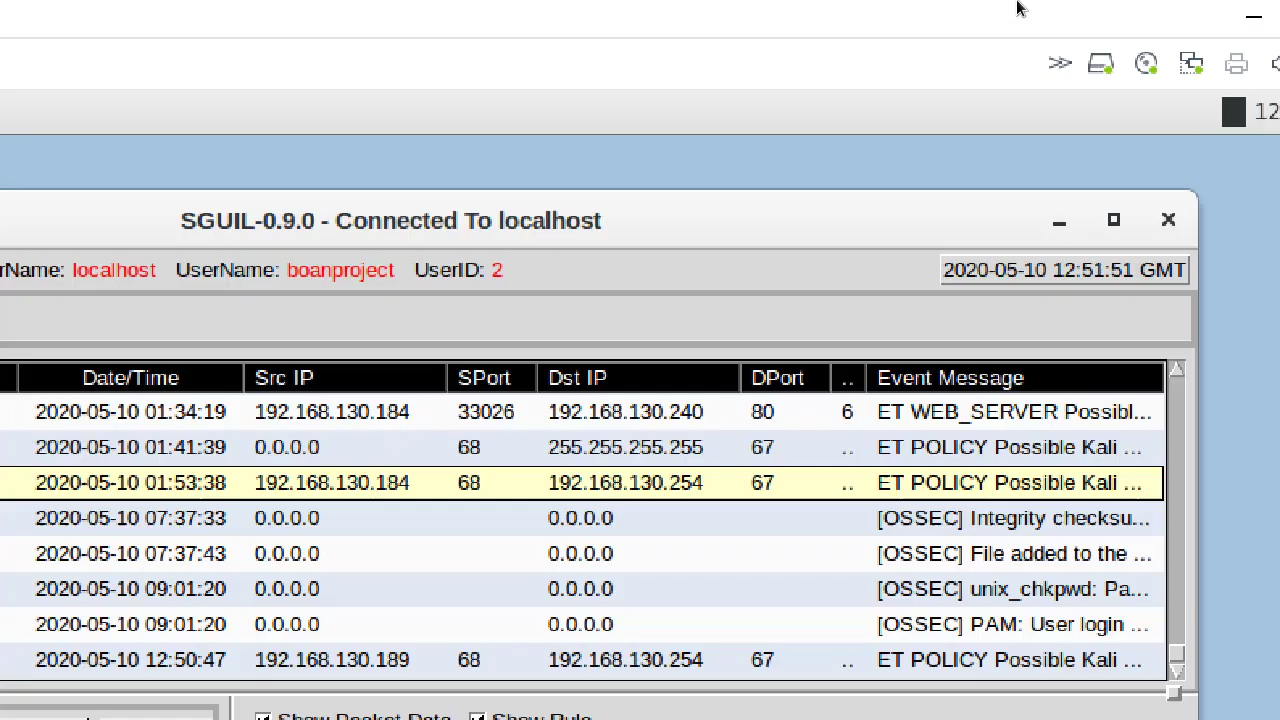 12
SGUIL-0.9.0 - Connected To localhost
rName: localhost UserName: boanproject UserID: 2 2020-05-10 12:51:51 GMT
Date/Time Src IP SPort Dst IP DPort .. Event Message
2020-05-10 01:34:19 192.168.130.184 33026 192.168.130.240 80 6 ET WEB_SERVER Possibl...
2020-05-10 01:41:39 0.0.0.0 68 255.255.255.255 67 .. ET POLICY Possible Kali ...
2020-05-10 01:53:38 192.168.130.184 68 192.168.130.254 67 .. ET POLICY Possible Kali ...
2020-05-10 07:37:33 0.0.0.0 0.0.0.0 [OSSEC] Integrity checksu...
2020-05-10 07:37:43 0.0.0.0 0.0.0.0 [OSSEC] File added to the ...
2020-05-10 09:01:20 0.0.0.0 0.0.0.0 [OSSEC] unix_chkpwd: Pa...
2020-05-10 09:01:20 0.0.0.0 0.0.0.0 [OSSEC] PAM: User login ...
2020-05-10 12:50:47 192.168.130.189 68 192.168.130.254 67 .. ET POLICY Possible Kali ...
Show Packet Data Show Rule